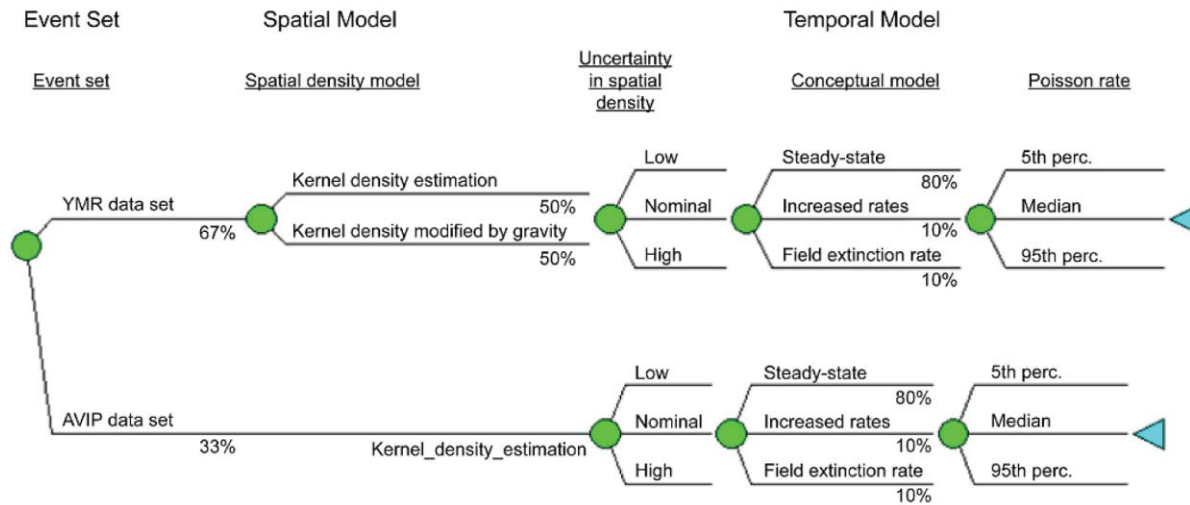 Event Set Spatial Model Temporal Model
Event set Spatial density model Uncertainty in spatial density Conceptual model Poisson rate
YMR data set
67%
Kernel density estimation
50%
Kernel density modified by gravity
50%
Low
Nominal
High
Steady-state
80%
Increased rates
10%
Field extinction rate
10%
5th perc.
Median
95th perc.
AVIP data set
33%
Kernel_density_estimation
Low
Nominal
High
Steady-state
80%
Increased rates
10%
Field extinction rate
10%
5th perc.
Median
95th perc.